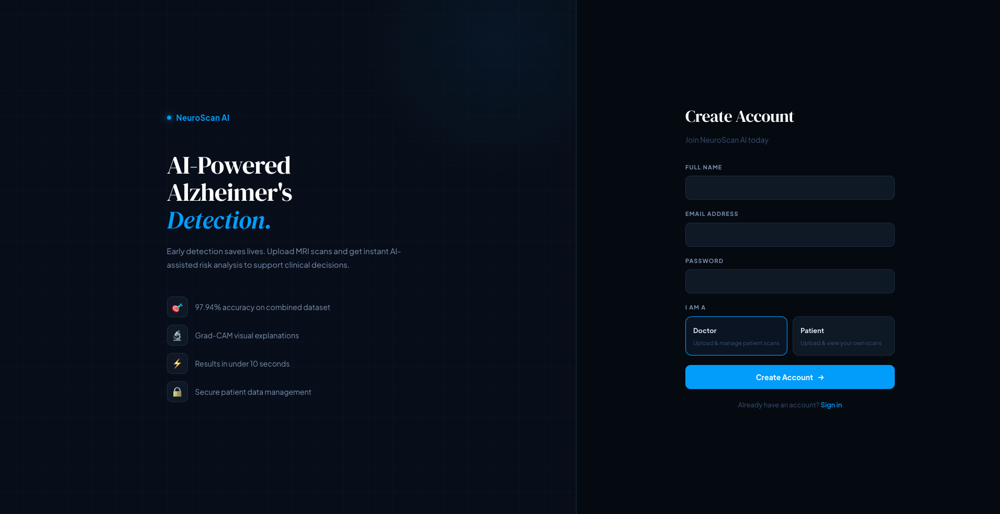 NeuroScan AI
AI-Powered
Alzheimer's
Detection.
Early detection saves lives. Upload MRI scans and get instant AI-
assisted risk analysis to support clinical decisions.
97.94% accuracy on combined dataset
Grad-CAM visual explanations
Results in under 10 seconds
Secure patient data management
Create Account
Join NeuroScan AI today
FULL NAME
EMAIL ADDRESS
PASSWORD
I AM A
Doctor
Upload & manage patient scans
Patient
Upload & view your own scans
Create Account →
Already have an account? Sign in